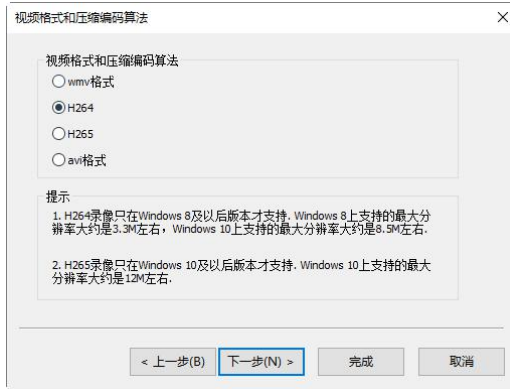 视频格式和压缩编码算法
视频格式和压缩编码算法
wmv格式
H264
H265
avi格式
提示
1. H264录像只在Windows 8及以后版本才支持. Windows 8上支持的最大分
辨率大约是3.3M左右，Windows 10上支持的最大分辨率大约是8.5M左右.
2. H265录像只在Windows 10及以后版本才支持. Windows 10上支持的最大
分辨率大约是12M左右.
< 上一步(B)
下一步(N) >
完成
取消